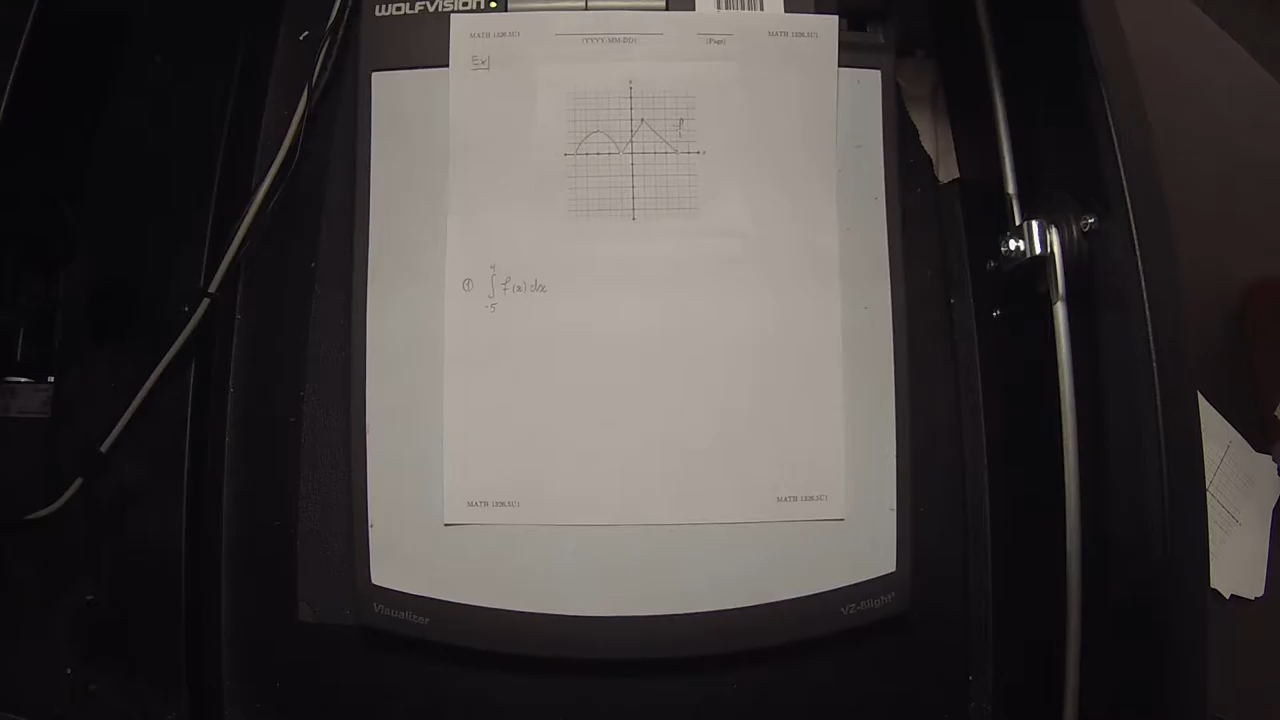 WOLFVISION
MATH 1326.5U1 (YYYY-MM-DD) (Page) MATH 1326.5U1
Ex
f
① ∫_{-5}^{4} f(x) dx
MATH 1326.5U1 MATH 1326.5U1
Visualizer VZ-8light³